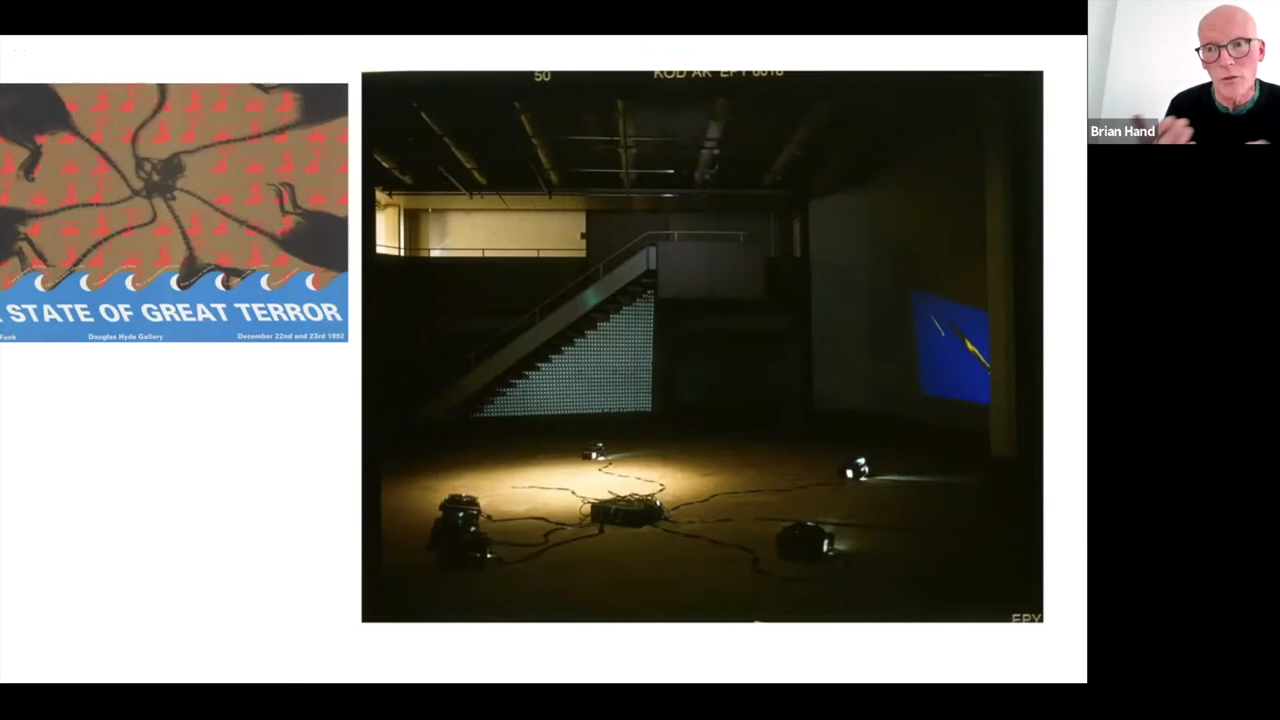 50 KODAK EPY 6018
Brian Hand
STATE OF GREAT TERROR
Funk Douglas Hyde Gallery December 22nd and 23rd 1992
EPY